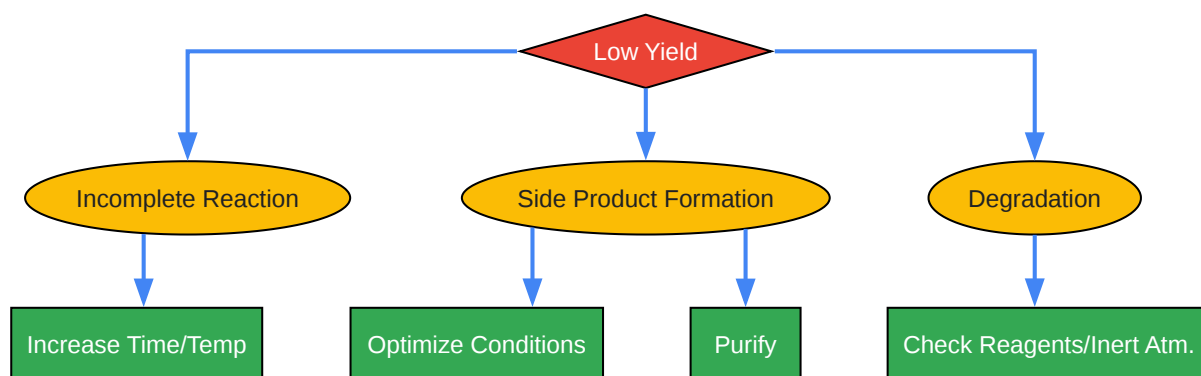 Low Yield
Incomplete Reaction
Side Product Formation
Degradation
Increase Time/Temp
Optimize Conditions
Purify
Check Reagents/Inert Atm.